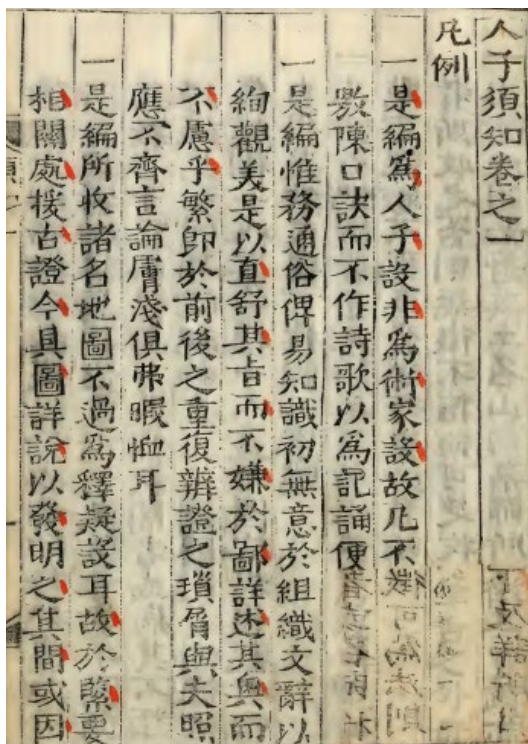 人子須知卷之一
凡例
一是編爲人子設非爲術家設故凡不
敷陳口訣而不作詩歌以爲記誦便
一是編惟務通俗俾易知識初無意於組織文辭以
絢觀美是以直舒其旨而不嫌於鄙詳述其奥而
不慮乎繁卽於前後之重復辨證之瑣屑與夫照
應不齊言論膚淺俱弗暇恤耳
一是編所收諸名地圖不過爲釋疑設耳故於緊要
相關處援古證今具圖詳說以發明之其間或因